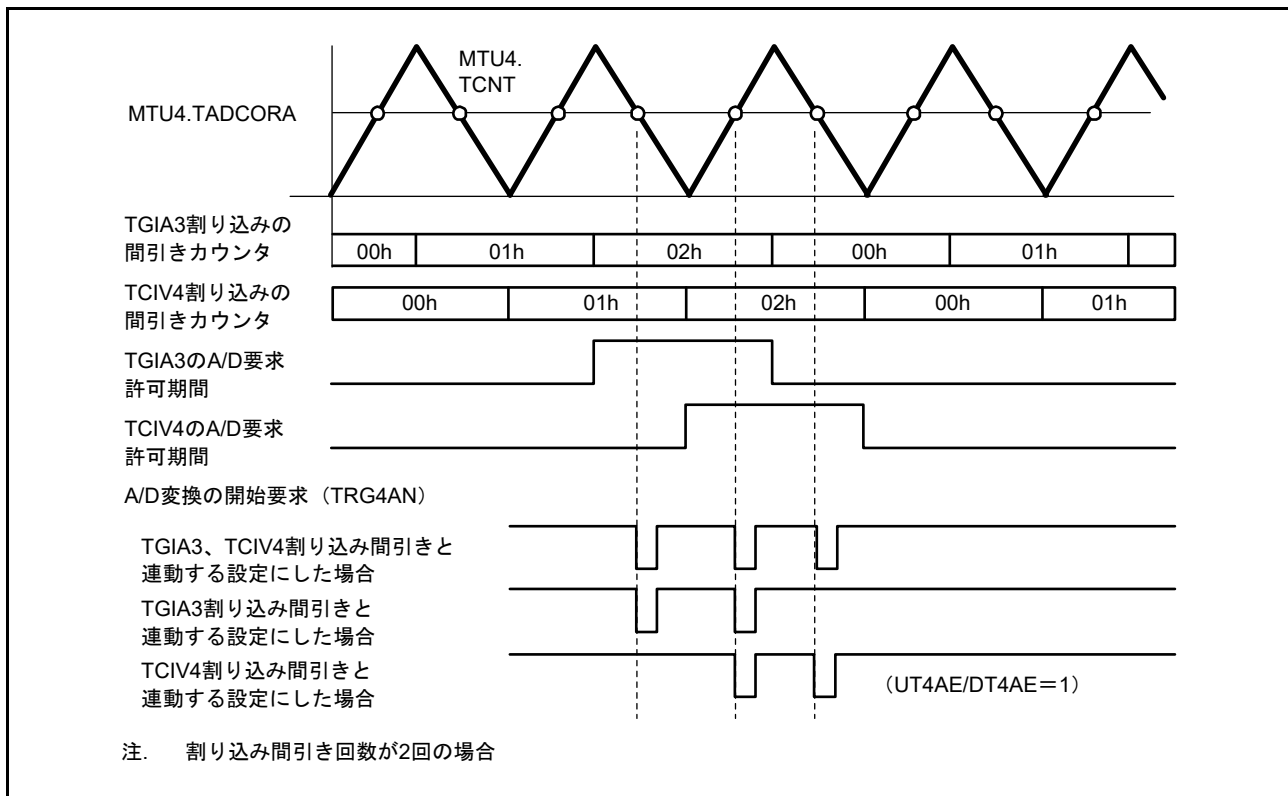 MTU4.
TCNT
MTU4.TADCORA
TGIA3割り込みの
間引きカウンタ
00h 01h 02h 00h 01h
TCIV4割り込みの
間引きカウンタ
00h 01h 02h 00h 01h
TGIA3のA/D要求
許可期間
TCIV4のA/D要求
許可期間
A/D変換の開始要求（TRG4AN）
TGIA3、TCIV4割り込み間引きと
連動する設定にした場合
TGIA3割り込み間引きと
連動する設定にした場合
TCIV4割り込み間引きと
連動する設定にした場合
（UT4AE/DT4AE＝1）
注. 割り込み間引き回数が2回の場合